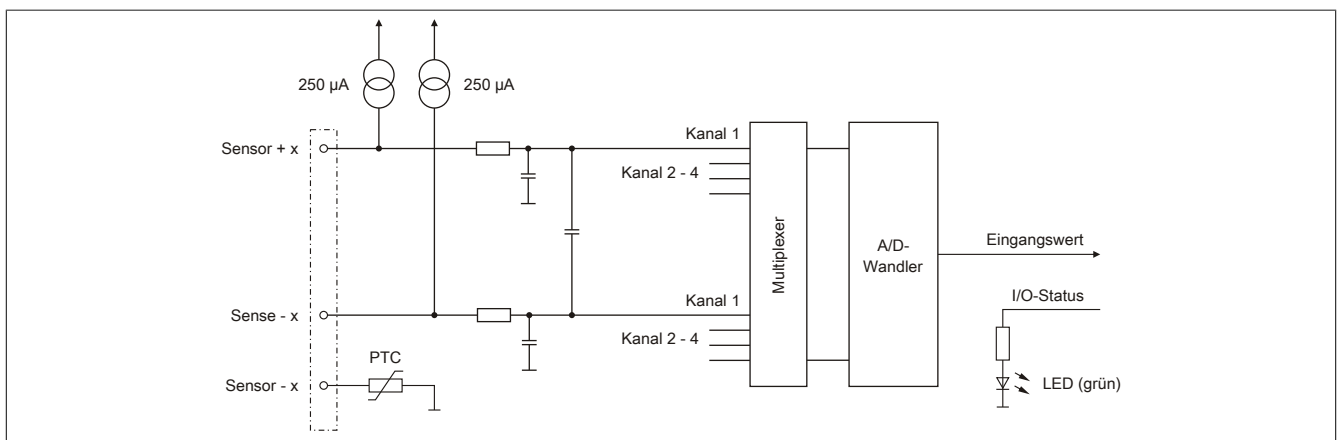 250 µA
250 µA
Sensor + x
Kanal 1
Kanal 2 - 4
Multiplexer
A/D-
Wandler
Eingangswert
I/O-Status
Sense - x
Kanal 1
Kanal 2 - 4
PTC
Sensor - x
LED (grün)